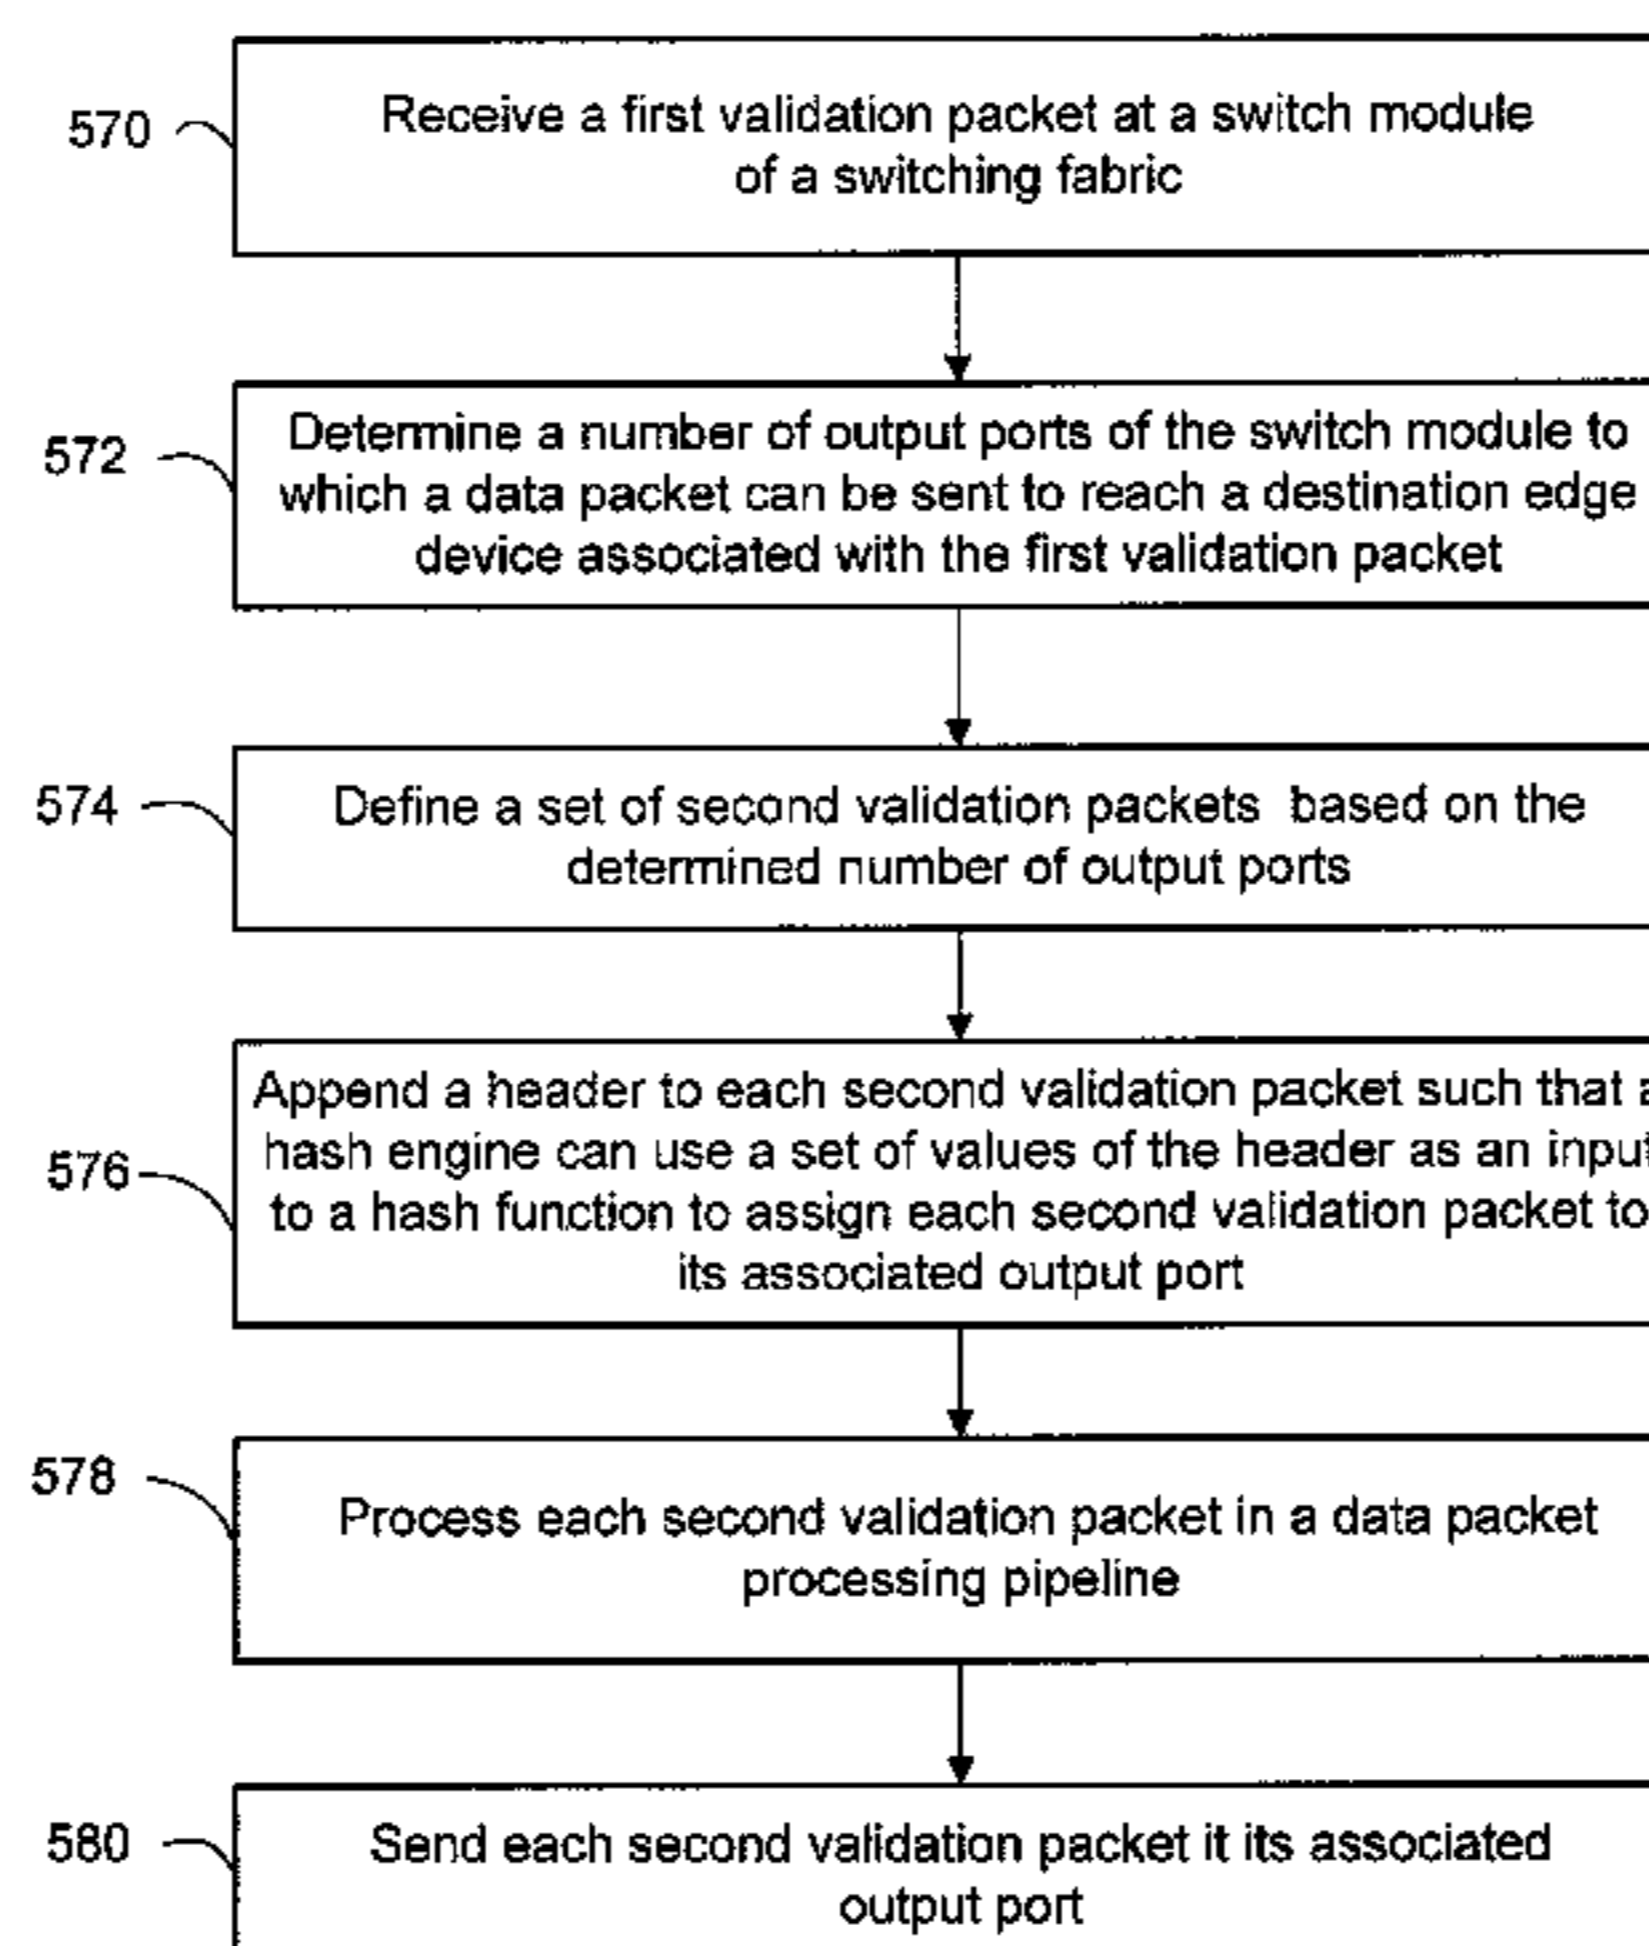 570
Receive a first validation packet at a switch module
of a switching fabric
572
Determine a number of output ports of the switch module to
which a data packet can be sent to reach a destination edge
device associated with the first validation packet
574
Define a set of second validation packets based on the
determined number of output ports
576
Append a header to each second validation packet such that a
hash engine can use a set of values of the header as an input
to a hash function to assign each second validation packet to
its associated output port
578
Process each second validation packet in a data packet
processing pipeline
580
Send each second validation packet it its associated
output port